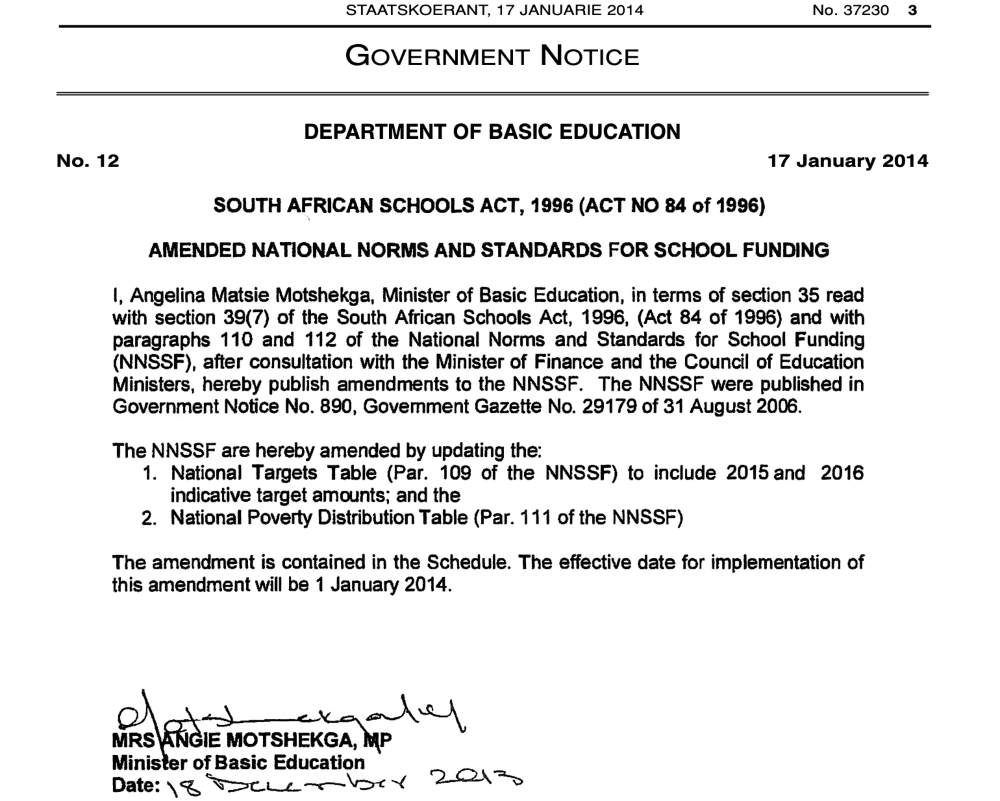 STAATSKOERANT, 17 JANUARIE 2014 No. 37230 3
GOVERNMENT NOTICE
DEPARTMENT OF BASIC EDUCATION
No. 12 17 January 2014
SOUTH AFRICAN SCHOOLS ACT, 1996 (ACT NO 84 of 1996)
AMENDED NATIONAL NORMS AND STANDARDS FOR SCHOOL FUNDING
I, Angelina Matsie Motshekga, Minister of Basic Education, in terms of section 35 read
with section 39(7) of the South African Schools Act, 1996, (Act 84 of 1996) and with
paragraphs 110 and 112 of the National Norms and Standards for School Funding
(NNSSF), after consultation with the Minister of Finance and the Council of Education
Ministers, hereby publish amendments to the NNSSF. The NNSSF were published in
Government Notice No. 890, Government Gazette No. 29179 of 31 August 2006.
The NNSSF are hereby amended by updating the:
1. National Targets Table (Par. 109 of the NNSSF) to include 2015 and 2016
indicative target amounts; and the
2. National Poverty Distribution Table (Par. 111 of the NNSSF)
The amendment is contained in the Schedule. The effective date for implementation of
this amendment will be 1 January 2014.
MRS ANGIE MOTSHEKGA, MP
Minister of Basic Education
Date: 18 December 2013